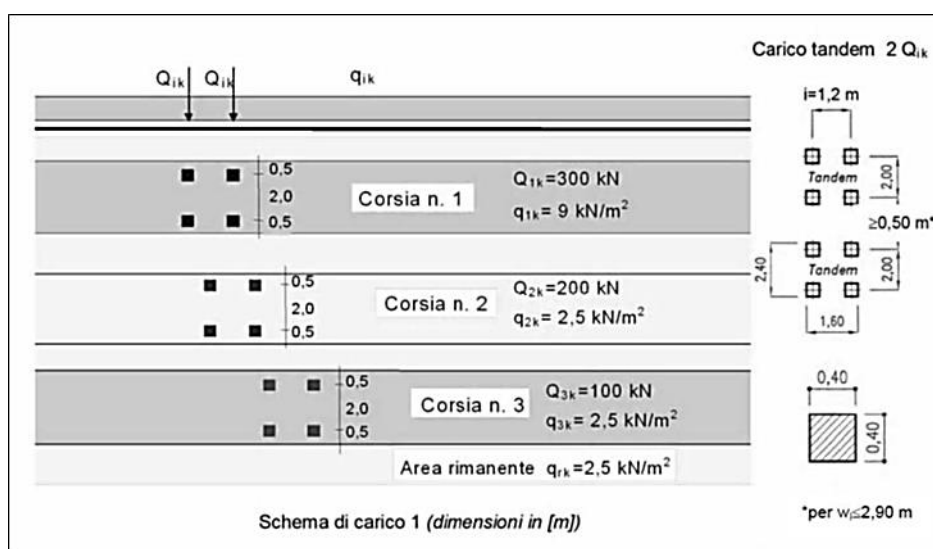 Carico tandem 2 Qik
Qik Qik qik
i=1,2 m
Tandem
2,00
≥0,50 m*
0,5
2,0
0,5
Corsia n. 1
Q1k=300 kN
q1k= 9 kN/m²
2,40
Tandem
2,00
1,60
0,5
2,0
0,5
Corsia n. 2
Q2k=200 kN
q2k= 2,5 kN/m²
0,5
2,0
0,5
Corsia n. 3
Q3k=100 kN
q3k= 2,5 kN/m²
0,40
0,40
Area rimanente qrk=2,5 kN/m²
Schema di carico 1 (dimensioni in [m])
*per wl≤2,90 m